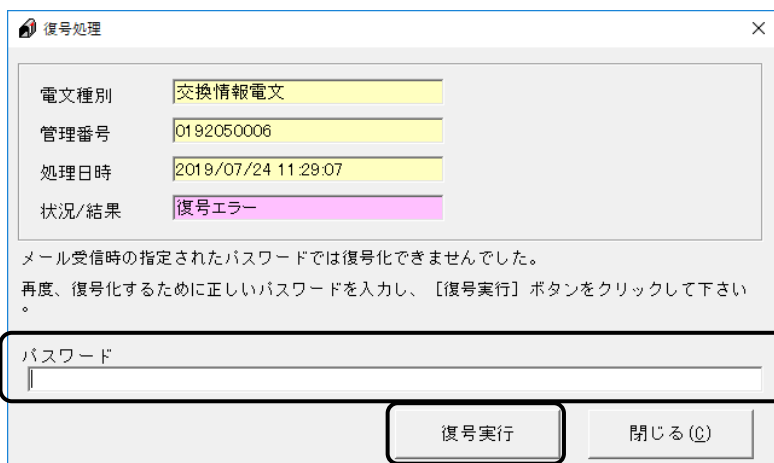 復号処理
電文種別 交換情報電文
管理番号 0192050006
処理日時 2019/07/24 11:29:07
状況/結果 復号エラー
メール受信時の指定されたパスワードでは復号化できませんでした。
再度、復号化するために正しいパスワードを入力し、［復号実行］ボタンをクリックして下さい
。
パスワード
復号実行 閉じる(C)